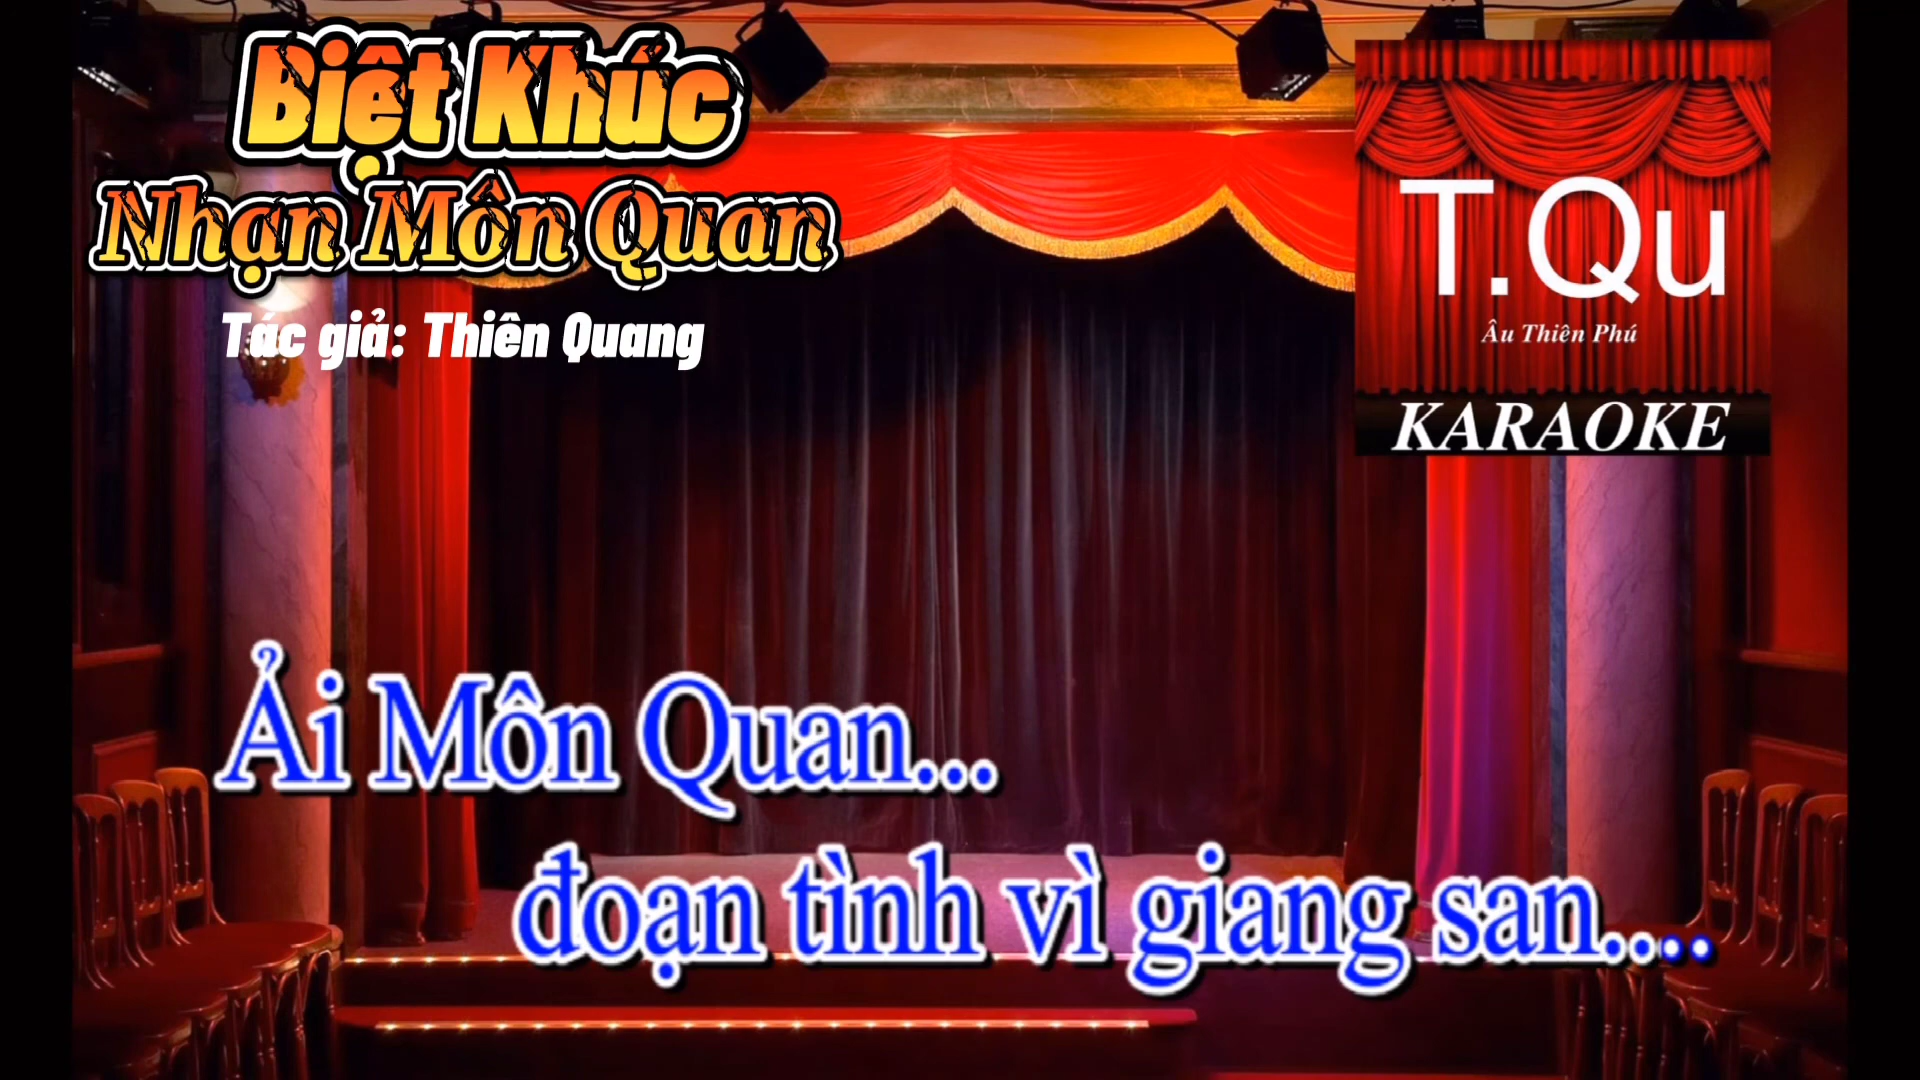 Biệt Khúc
Nhạn Môn Quan
Tác giả: Thiên Quang
T.Qu
Âu Thiên Phú
KARAOKE
Ải Môn Quan...
đoạn tình vì giang san....